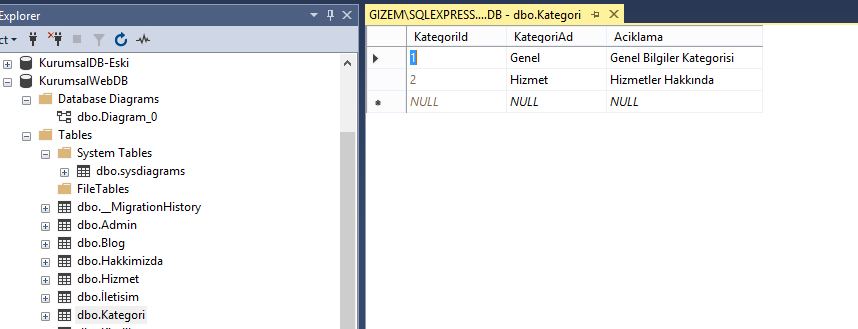 Explorer
ct
KurumsalDB-Eski
KurumsalWebDB
Database Diagrams
dbo.Diagram_0
Tables
System Tables
dbo.sysdiagrams
FileTables
dbo.__MigrationHistory
dbo.Admin
dbo.Blog
dbo.Hakkimizda
dbo.Hizmet
dbo.İletisim
dbo.Kategori
GIZEM\SQLEXPRESS....DB - dbo.Kategori
KategoriId KategoriAd Aciklama
1 Genel Genel Bilgiler Kategorisi
2 Hizmet Hizmetler Hakkında
NULL NULL NULL